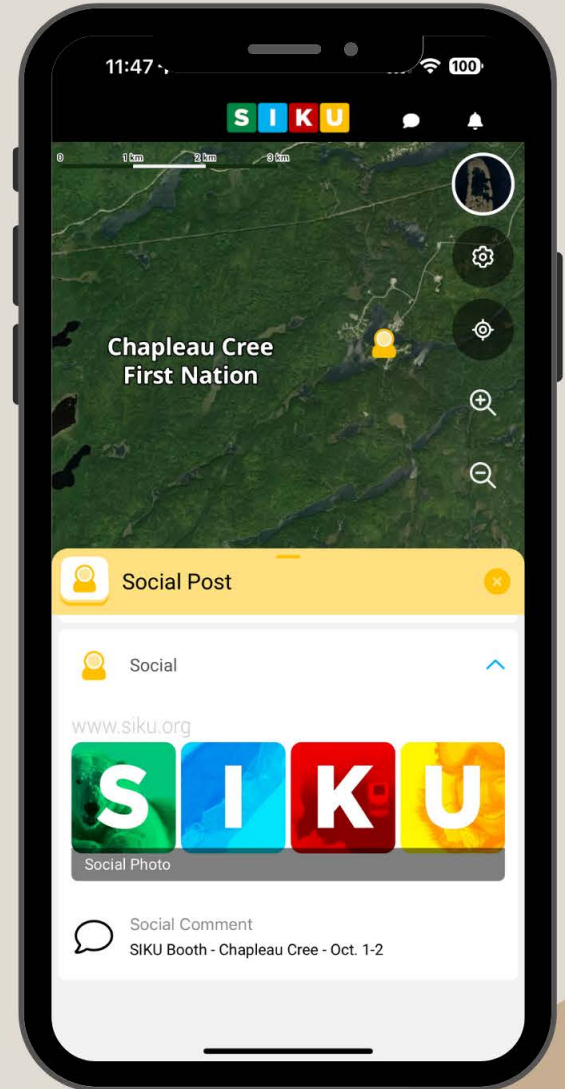 11:47
100
SIKU
0 1 km 2 km 3 km
Chapleau Cree
First Nation
Social Post
Social
www.siku.org
SIKU
Social Photo
Social Comment
SIKU Booth - Chapleau Cree - Oct. 1-2